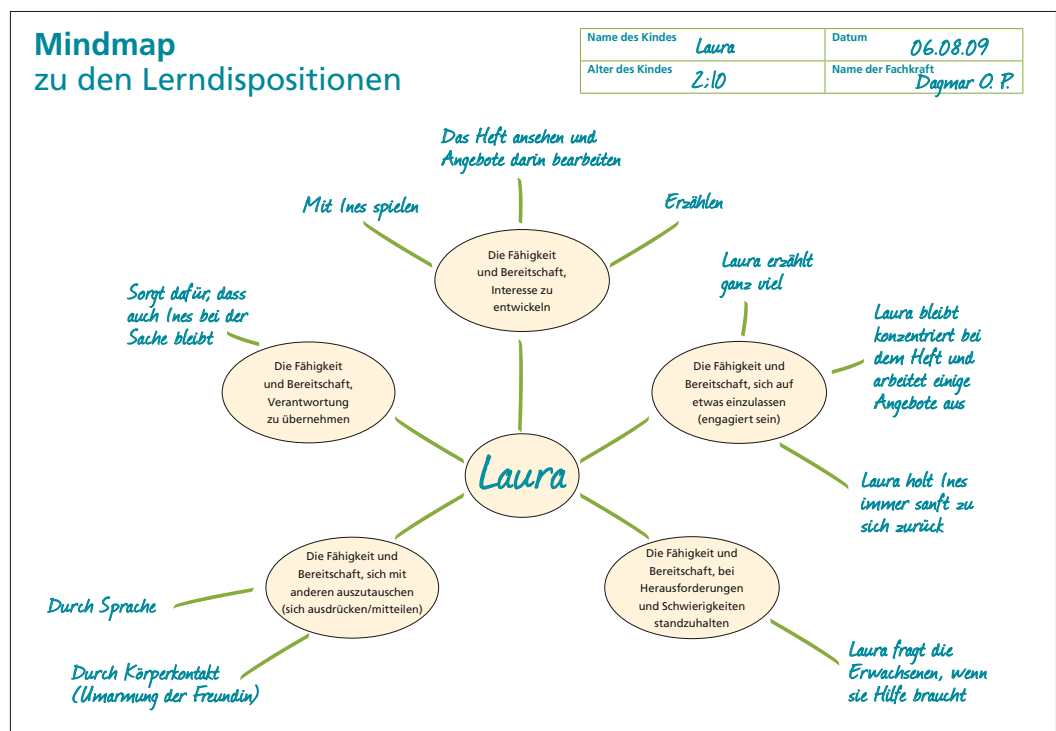 Mindmap
zu den Lerndispositionen
Name des Kindes Laura
Datum 06.08.09
Alter des Kindes 2;10
Name der Fachkraft Dagmar O. P.
Das Heft ansehen und
Angebote darin bearbeiten
Mit Ines spielen
Erzählen
Die Fähigkeit
und Bereitschaft,
Interesse zu
entwickeln
Laura erzählt
ganz viel
Sorgt dafür, dass
auch Ines bei der
Sache bleibt
Laura bleibt
konzentriert bei
dem Heft und
arbeitet einige
Angebote aus
Die Fähigkeit
und Bereitschaft,
Verantwortung
zu übernehmen
Die Fähigkeit und
Bereitschaft, sich auf
etwas einzulassen
(engagiert sein)
Laura
Laura holt Ines
immer sanft zu
sich zurück
Die Fähigkeit und
Bereitschaft, sich mit
anderen auszutauschen
(sich ausdrücken/mitteilen)
Die Fähigkeit und
Bereitschaft, bei
Herausforderungen
und Schwierigkeiten
standzuhalten
Durch Sprache
Durch Körperkontakt
(Umarmung der Freundin)
Laura fragt die
Erwachsenen, wenn
sie Hilfe braucht